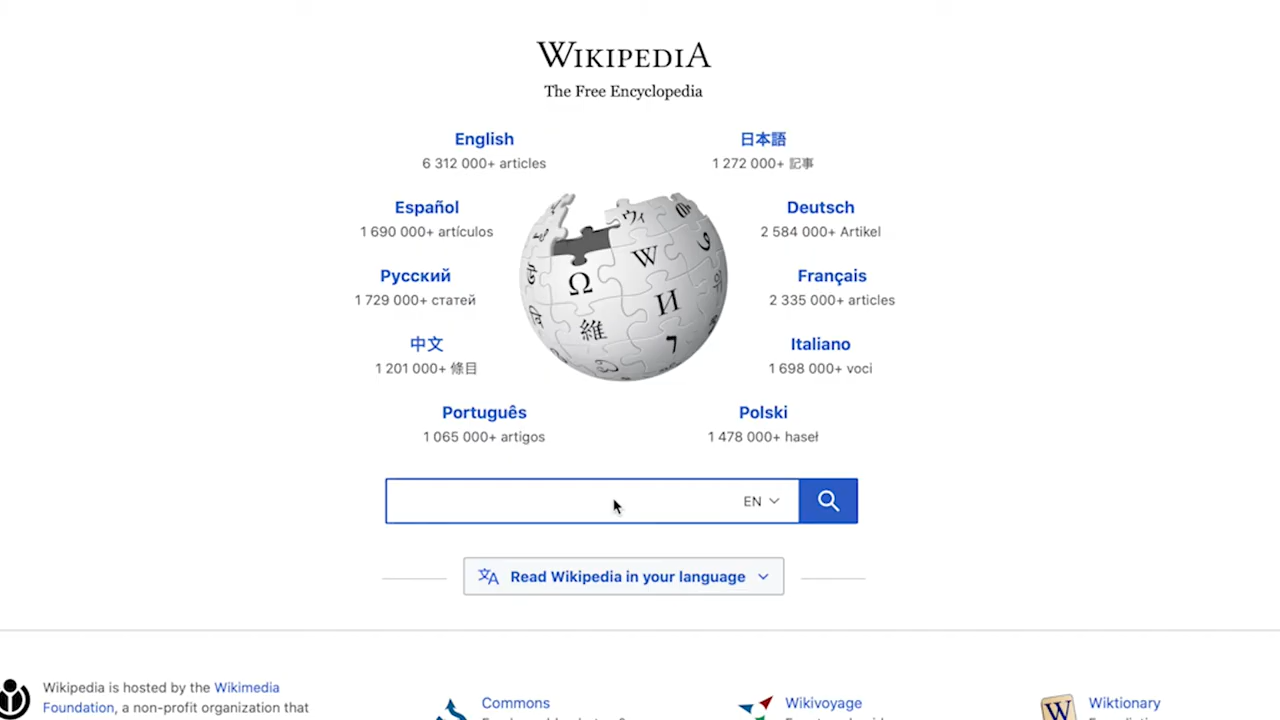 WIKIPEDIA
The Free Encyclopedia
English
6 312 000+ articles
日本語
1 272 000+ 記事
Español
1 690 000+ artículos
Deutsch
2 584 000+ Artikel
Русский
1 729 000+ статей
Français
2 335 000+ articles
中文
1 201 000+ 條目
Italiano
1 698 000+ voci
Português
1 065 000+ artigos
Polski
1 478 000+ haseł
Ω
W
И
維
ウィ
EN
Read Wikipedia in your language
Wikipedia is hosted by the Wikimedia
Foundation, a non-profit organization that
Commons
Wikivoyage
Wiktionary
W